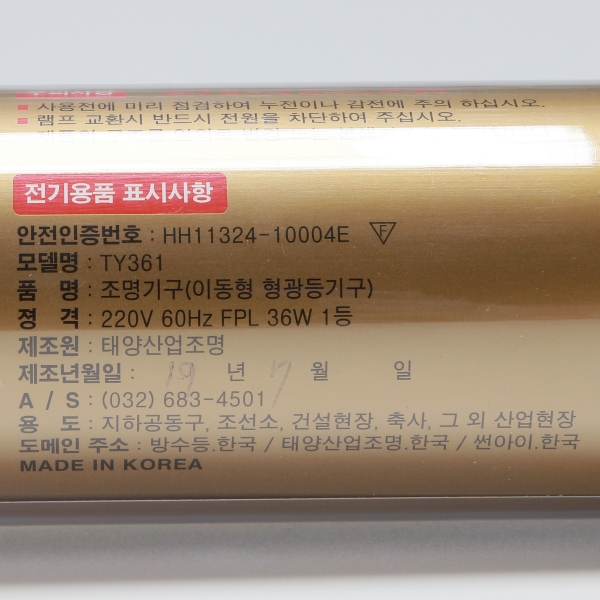 주의사항
■ 사용전에 미리 점검하여 누전이나 감전에 주의 하십시오.
■ 램프 교환시 반드시 전원을 차단하여 주십시오.
전기용품 표시사항
안전인증번호 : HH11324-10004E F
모델명 : TY361
품 명 : 조명기구(이동형 형광등기구)
졍 격 : 220V 60Hz FPL 36W 1등
제조원 : 태양산업조명
제조년월일 : 19 년 7 월 일
A / S : (032) 683-4501
용 도 : 지하공동구, 조선소, 건설현장, 축사, 그 외 산업현장
도메인 주소 : 방수등.한국 / 태양산업조명.한국 / 썬아이.한국
MADE IN KOREA